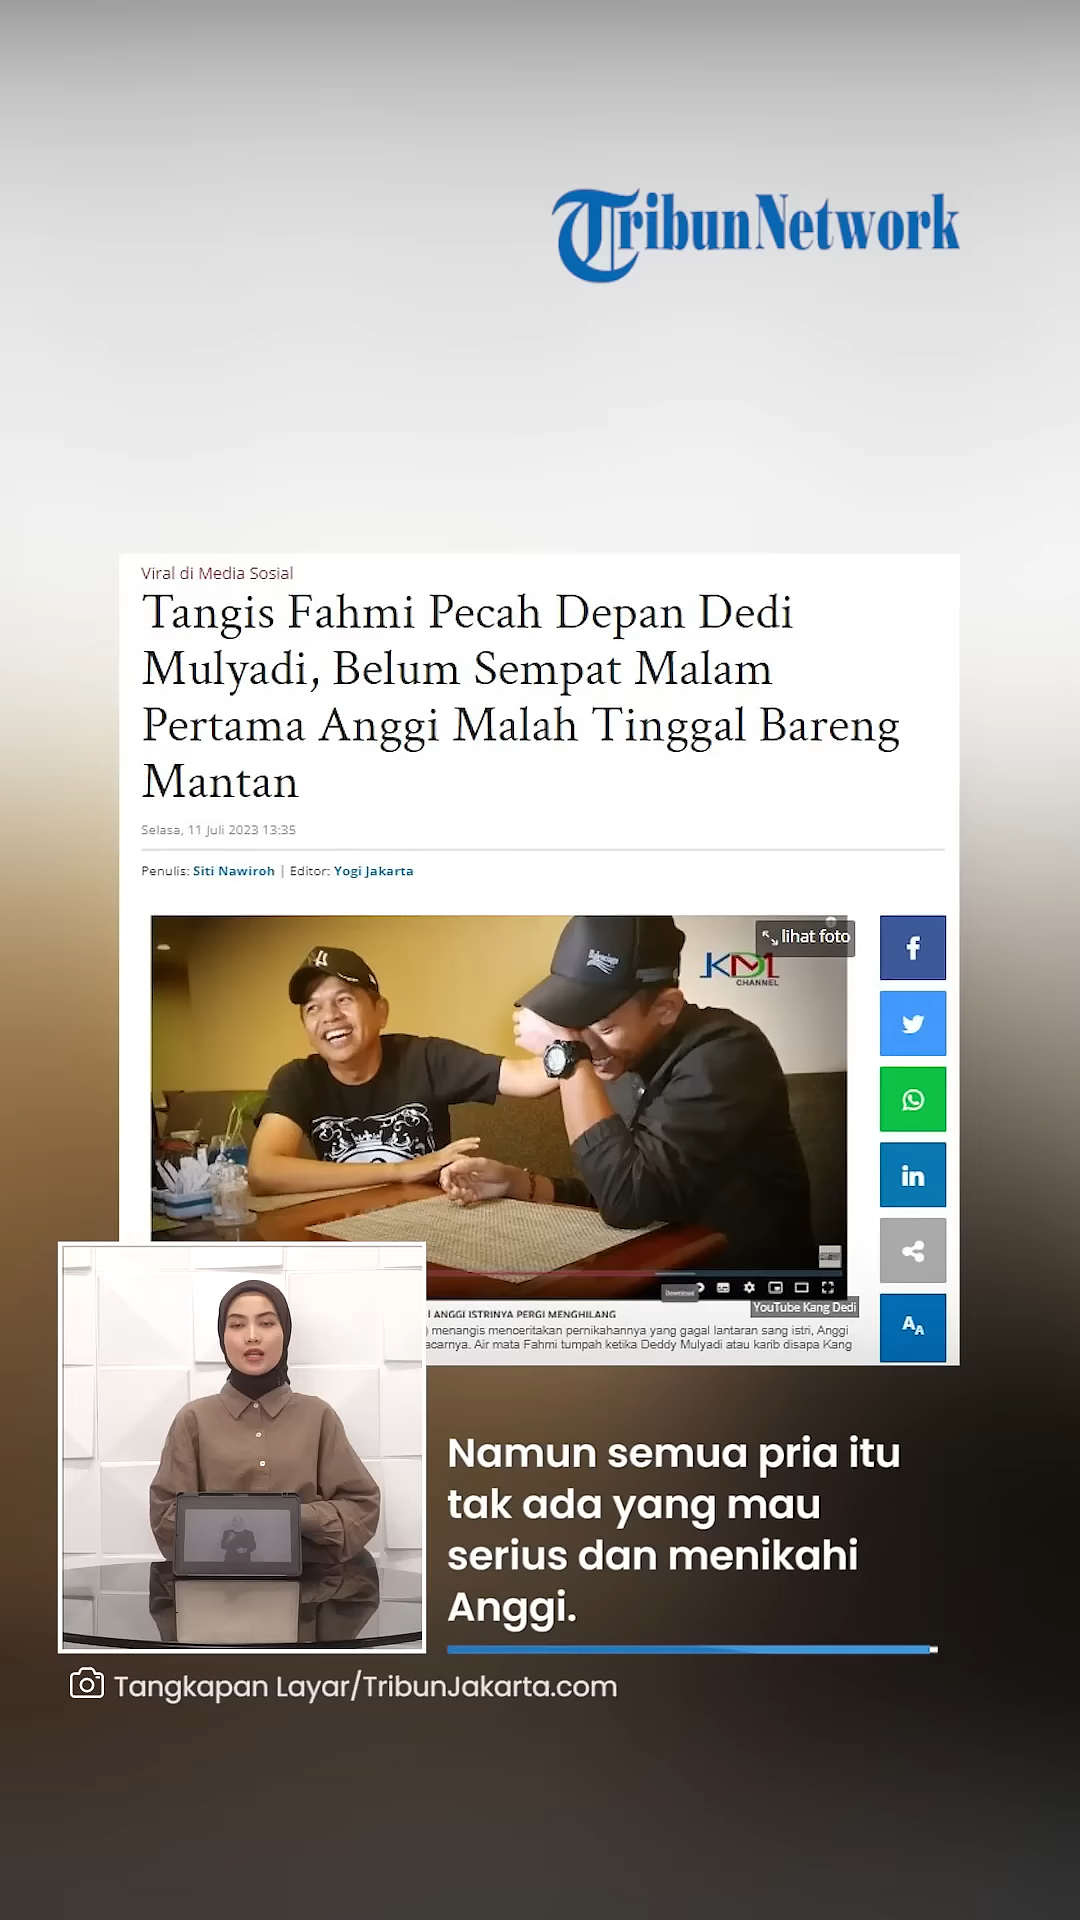 TribunNetwork
Viral di Media Sosial
Tangis Fahmi Pecah Depan Dedi
Mulyadi, Belum Sempat Malam
Pertama Anggi Malah Tinggal Bareng
Mantan
Selasa, 11 Juli 2023 13:35
Penulis: Siti Nawiroh | Editor: Yogi Jakarta
lihat foto
KDM
CHANNEL
Download
ANGGI ISTRINYA PERGI MENGHILANG
YouTube Kang Dedi
) menangis menceritakan pernikahannya yang gagal lantaran sang istri, Anggi
acarnya. Air mata Fahmi tumpah ketika Deddy Mulyadi atau karib disapa Kang
f
in
AA
Namun semua pria itu
tak ada yang mau
serius dan menikahi
Anggi.
Tangkapan Layar/TribunJakarta.com